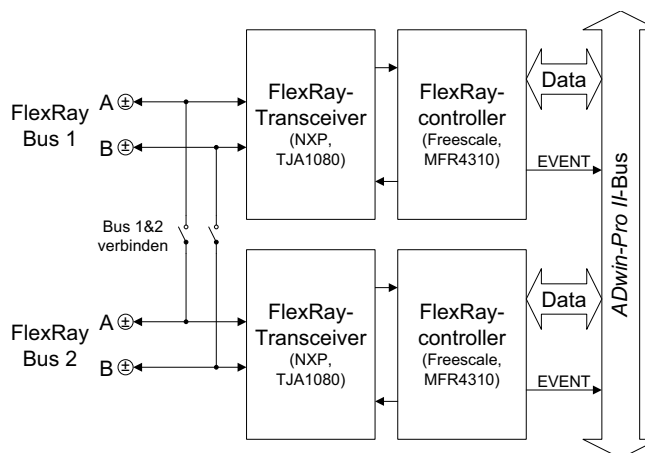 FlexRay
Bus 1
A
B
FlexRay-
Transceiver
(NXP,
TJA1080)
FlexRay-
controller
(Freescale,
MFR4310)
Data
EVENT
Bus 1&2
verbinden
FlexRay
Bus 2
A
B
FlexRay-
Transceiver
(NXP,
TJA1080)
FlexRay-
controller
(Freescale,
MFR4310)
Data
EVENT
ADwin-Pro II-Bus